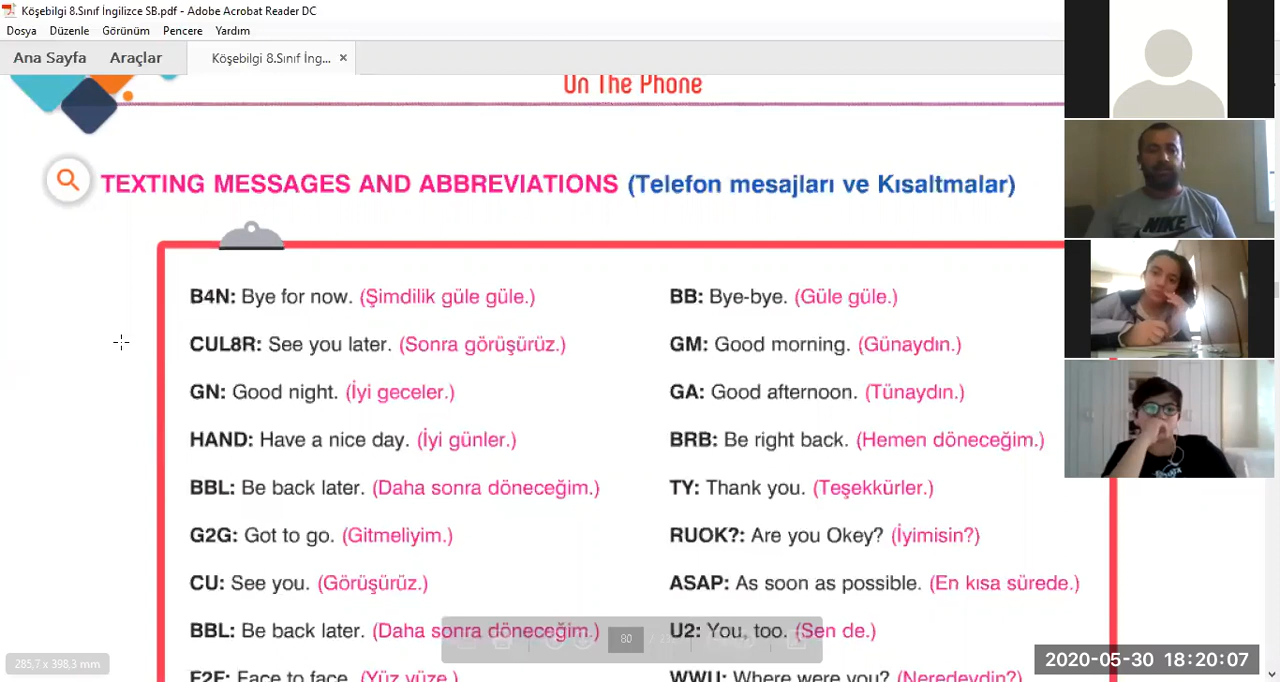 Köşebilgi 8.Sınıf İngilizce SB.pdf - Adobe Acrobat Reader DC
Dosya Düzenle Görünüm Pencere Yardım
Ana Sayfa Araçlar Köşebilgi 8.Sınıf İng... ×
On The Phone
TEXTING MESSAGES AND ABBREVIATIONS (Telefon mesajları ve Kısaltmalar)
B4N: Bye for now. (Şimdilik güle güle.)
CUL8R: See you later. (Sonra görüşürüz.)
GN: Good night. (İyi geceler.)
HAND: Have a nice day. (İyi günler.)
BBL: Be back later. (Daha sonra döneceğim.)
G2G: Got to go. (Gitmeliyim.)
CU: See you. (Görüşürüz.)
BBL: Be back later. (Daha sonra döneceğim.)
F2F: Face to face. (Yüz yüze.)
BB: Bye-bye. (Güle güle.)
GM: Good morning. (Günaydın.)
GA: Good afternoon. (Tünaydın.)
BRB: Be right back. (Hemen döneceğim.)
TY: Thank you. (Teşekkürler.)
RUOK?: Are you Okey? (İyimisin?)
ASAP: As soon as possible. (En kısa sürede.)
U2: You, too. (Sen de.)
WWU: Where were you? (Neredeydin?)
80 /
285,7 x 398,3 mm
NIKE
2020-05-30 18:20:07